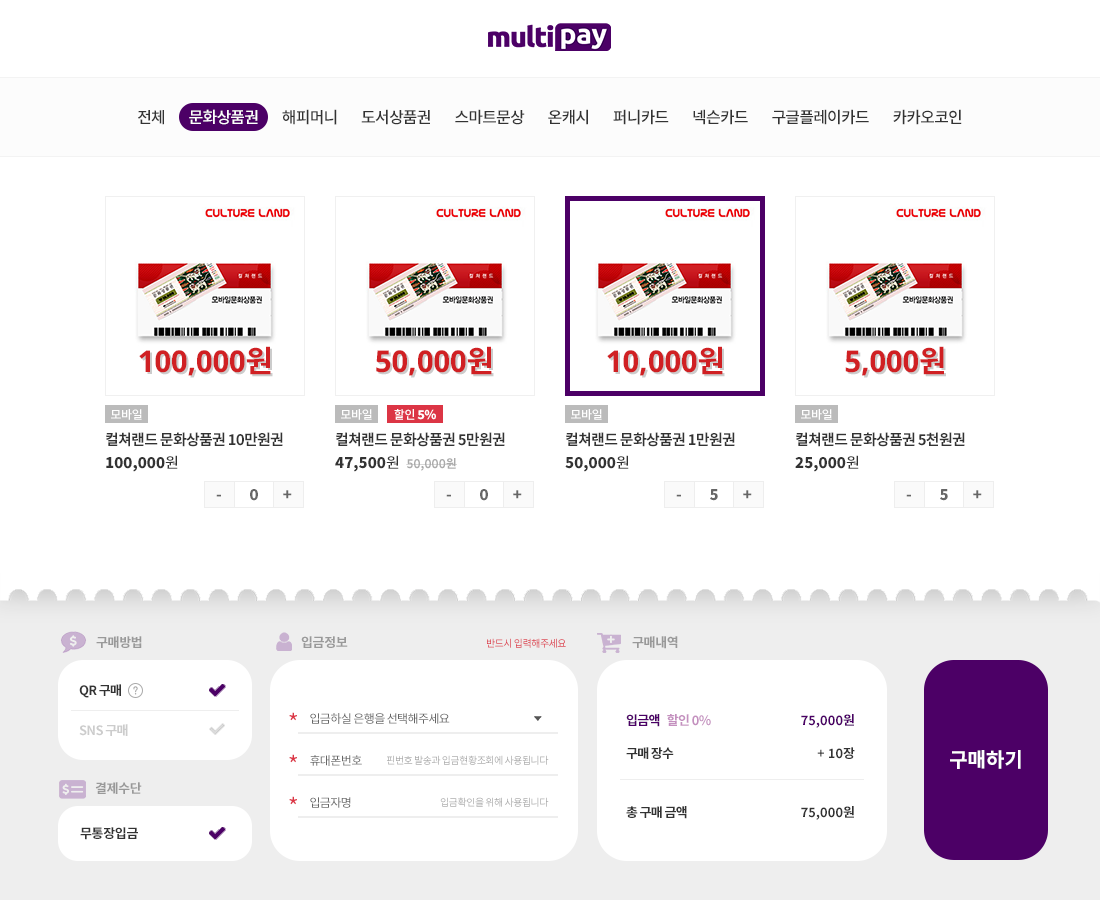 multipay
전체 문화상품권 해피머니 도서상품권 스마트문상 온캐시 퍼니카드 넥슨카드 구글플레이카드 카카오코인
CULTURE LAND
컬쳐랜드
모바일문화상품권
100,000원
모바일
컬쳐랜드 문화상품권 10만원권
100,000원
- 0 +
CULTURE LAND
컬쳐랜드
모바일문화상품권
50,000원
모바일 할인 5%
컬쳐랜드 문화상품권 5만원권
47,500원 50,000원
- 0 +
CULTURE LAND
컬쳐랜드
모바일문화상품권
10,000원
모바일
컬쳐랜드 문화상품권 1만원권
50,000원
- 5 +
CULTURE LAND
컬쳐랜드
모바일문화상품권
5,000원
모바일
컬쳐랜드 문화상품권 5천원권
25,000원
- 5 +
구매방법
QR 구매 ?
SNS 구매
결제수단
무통장입금
입금정보 반드시 입력해주세요
* 입금하실 은행을 선택해주세요
* 휴대폰번호 핀번호 발송과 입금현황조회에 사용됩니다
* 입금자명 입금확인을 위해 사용됩니다
구매내역
입금액 할인 0% 75,000원
구매 장수 + 10장
총 구매 금액 75,000원
구매하기